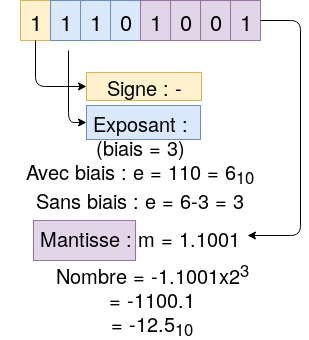 1 1 1 0 1 0 0 1
Signe : -
Exposant :
(biais = 3)
Avec biais : e = 110 = 6₁₀
Sans biais : e = 6-3 = 3
Mantisse : m = 1.1001
Nombre = -1.1001x2³
= -1100.1
= -12.5₁₀